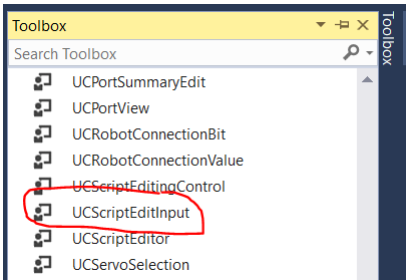 Toolbox
Search Toolbox
UCPortSummaryEdit
UCPortView
UCRobotConnectionBit
UCRobotConnectionValue
UCScriptEditingControl
UCScriptEditInput
UCScriptEditor
UCServoSelection
Toolbox